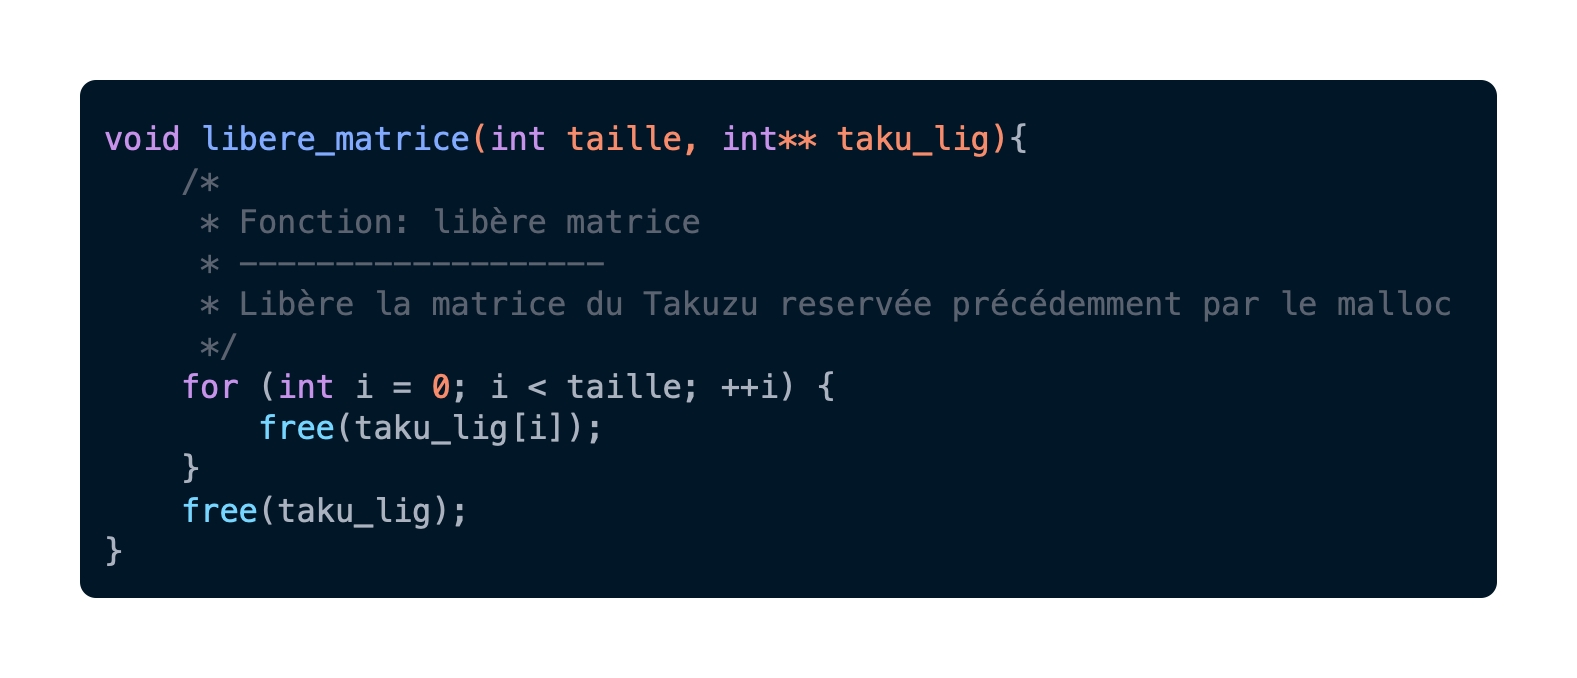 void libere_matrice(int taille, int** taku_lig){
/*
* Fonction: libère matrice
* -------------------
* Libère la matrice du Takuzu reservée précédemment par le malloc
*/
for (int i = 0; i < taille; ++i) {
free(taku_lig[i]);
}
free(taku_lig);
}